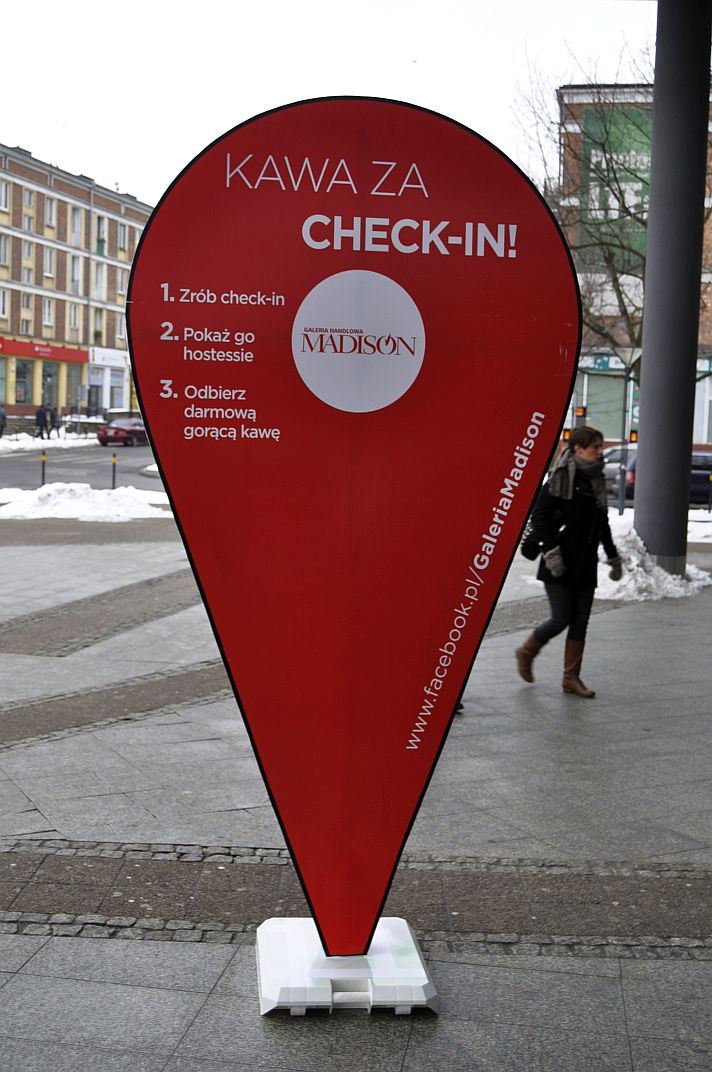 KAWA ZA
CHECK-IN!
1. Zrób check-in
2. Pokaż go
hostessie
3. Odbierz
darmową
gorącą kawę
GALERIA HANDLOWA
MADISON
www.facebook.pl/GaleriaMadison